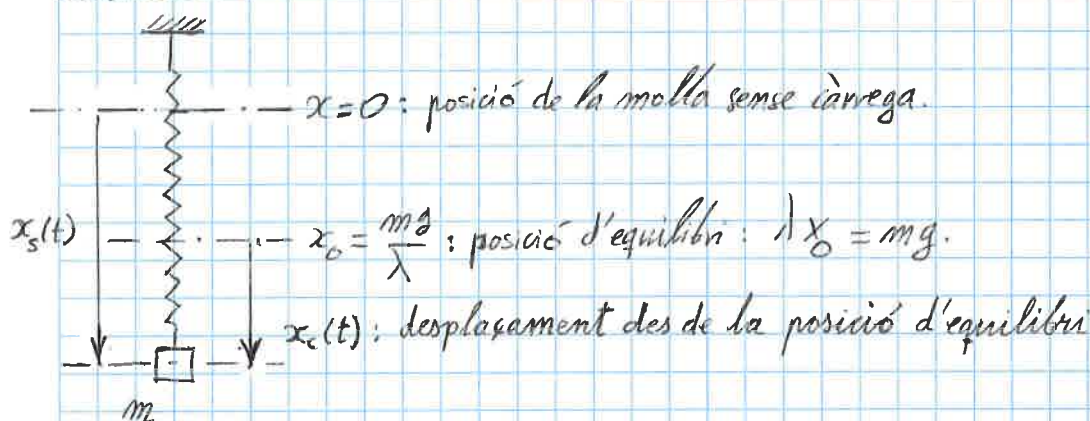 x=0 : posició de la molla sense càrrega.
x_s(t)
x_0 = mg/λ : posició d'equilibri : λ x_0 = mg.
x_c(t) : desplaçament des de la posició d'equilibri
m